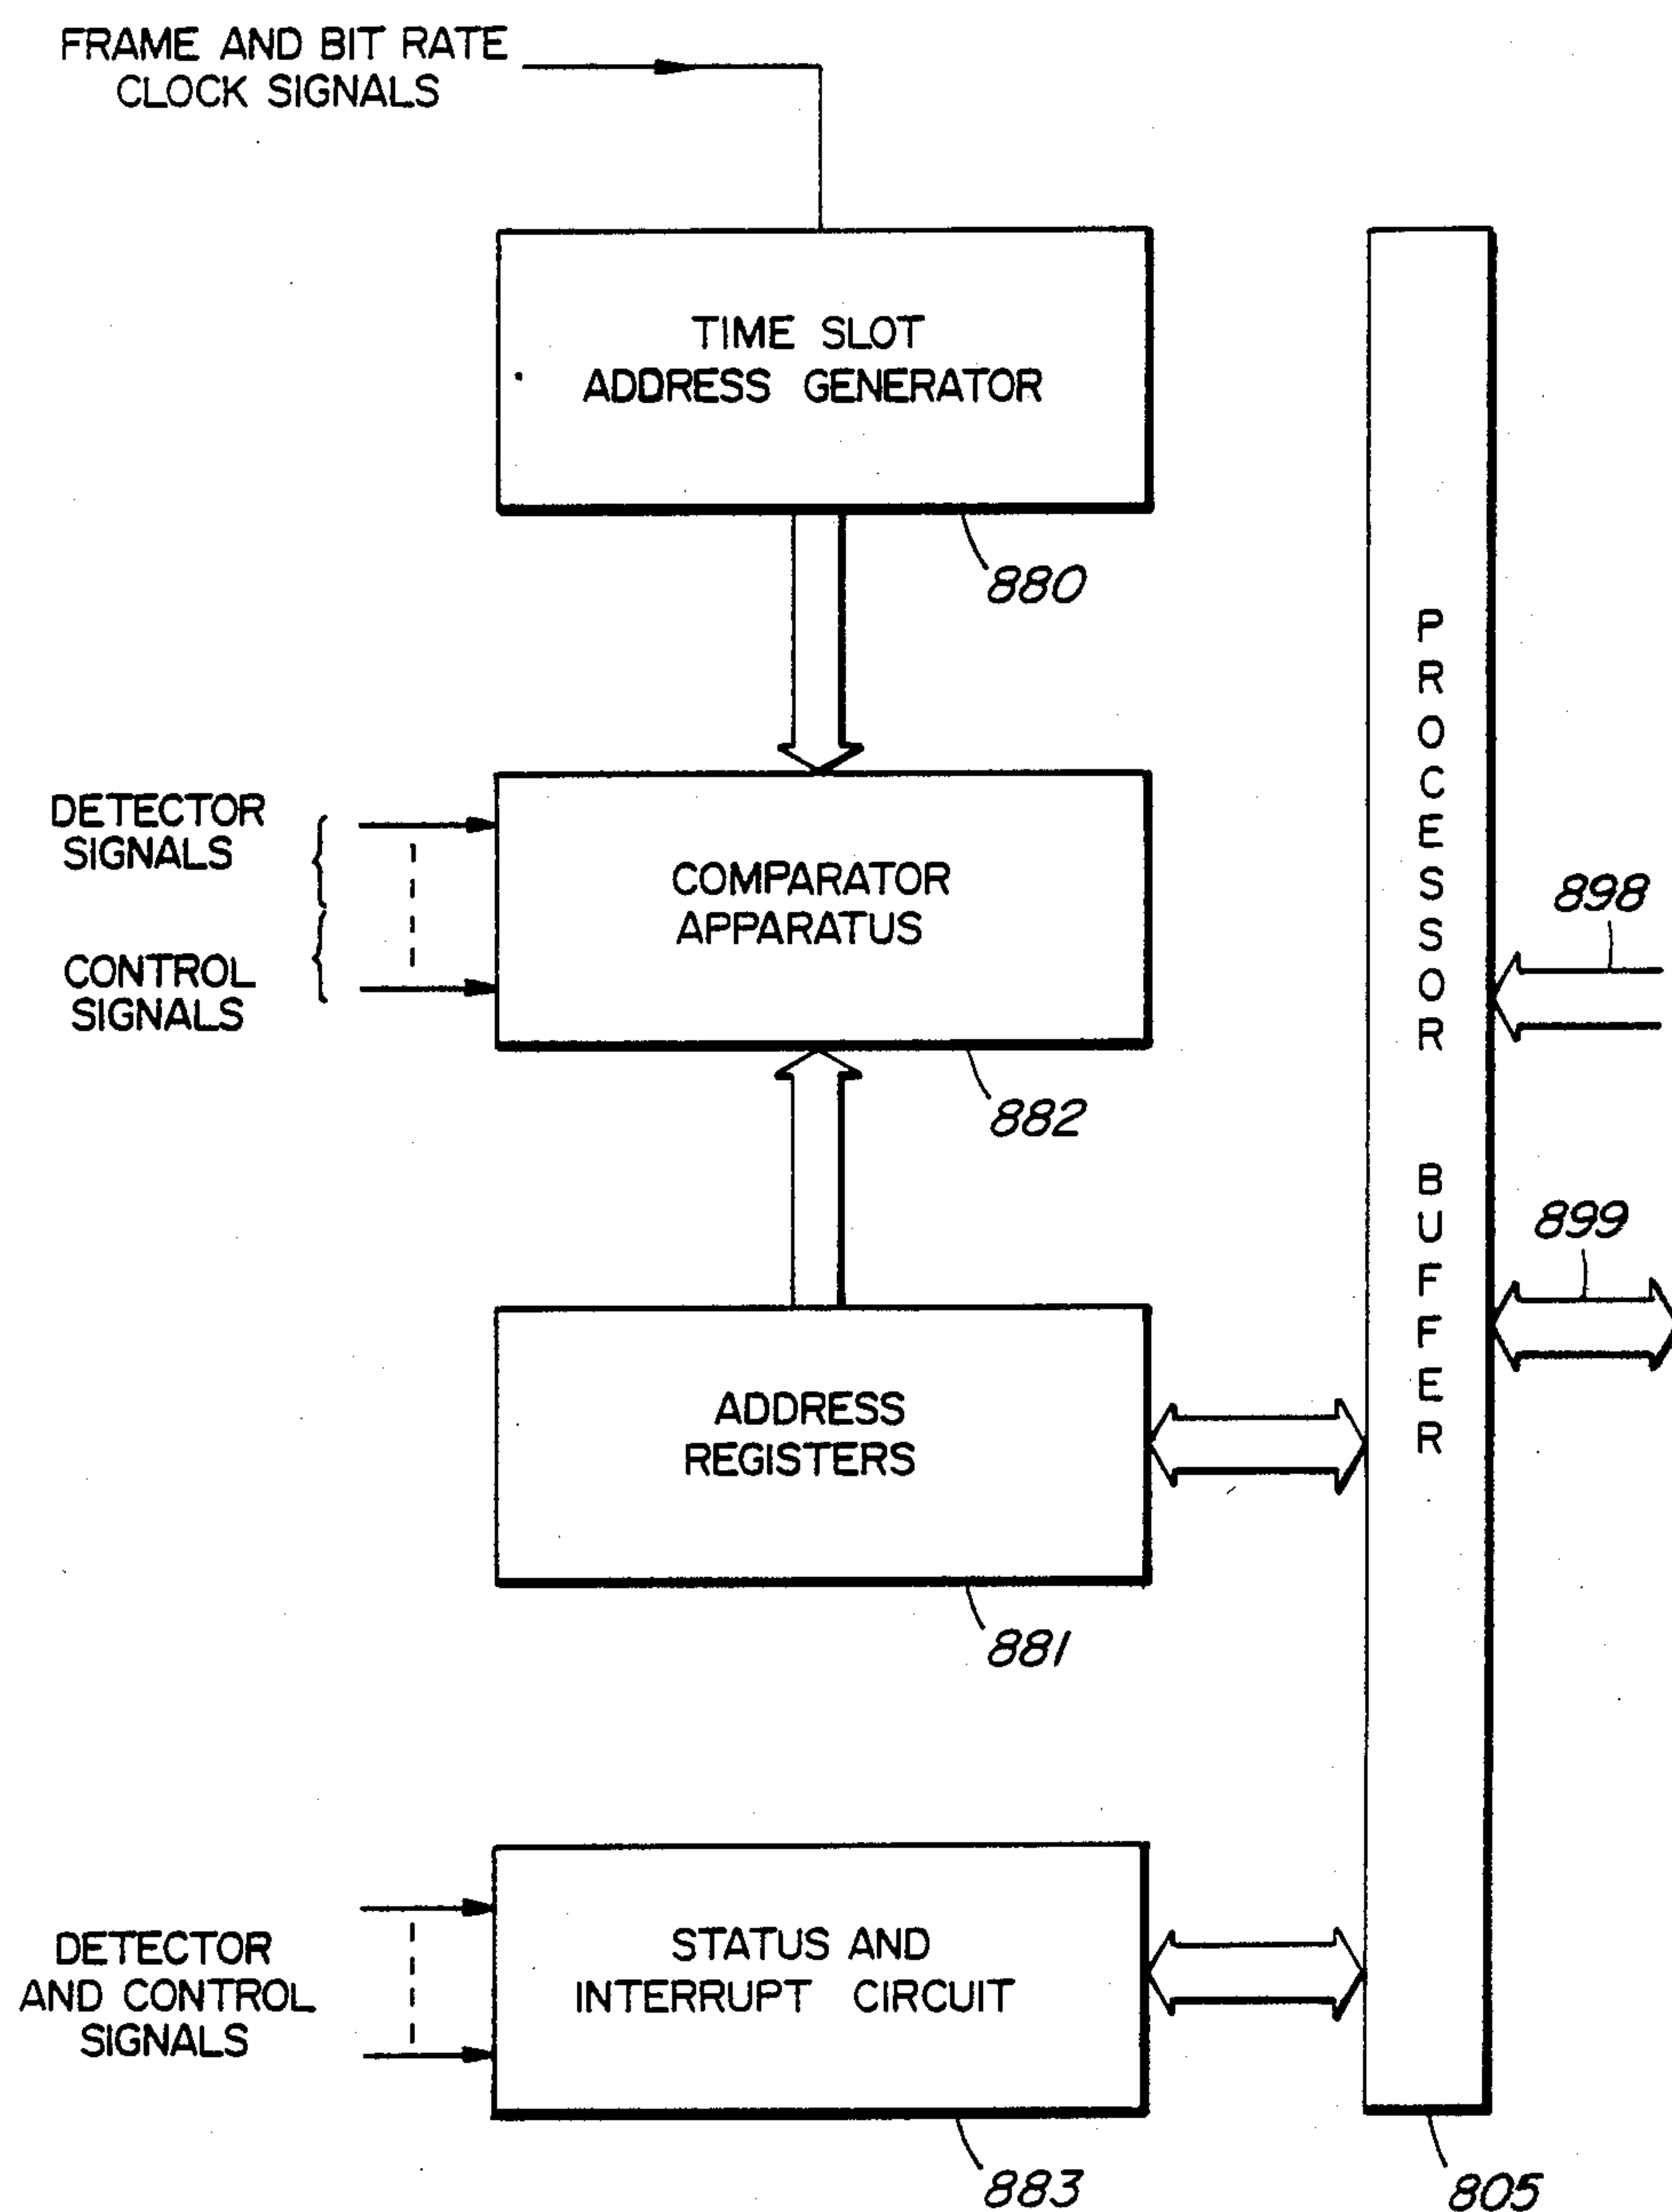 FRAME AND BIT RATE
CLOCK SIGNALS
TIME SLOT
ADDRESS GENERATOR
880
DETECTOR
SIGNALS
CONTROL
SIGNALS
COMPARATOR
APPARATUS
882
ADDRESS
REGISTERS
881
DETECTOR
AND CONTROL
SIGNALS
STATUS AND
INTERRUPT CIRCUIT
883
PROCESSOR BUFFER
898
899
805